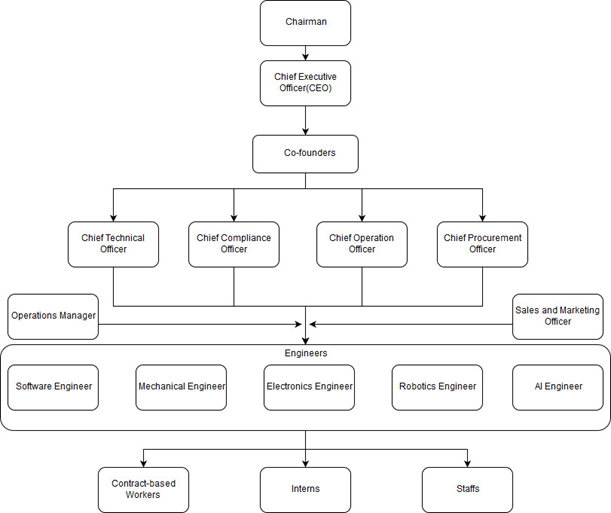 Chairman
Chief Executive
Officer(CEO)
Co-founders
Chief Technical
Officer
Chief Compliance
Officer
Chief Operation
Officer
Chief Procurement
Officer
Operations Manager
Sales and Marketing
Officer
Engineers
Software Engineer
Mechanical Engineer
Electronics Engineer
Robotics Engineer
AI Engineer
Contract-based
Workers
Interns
Staffs